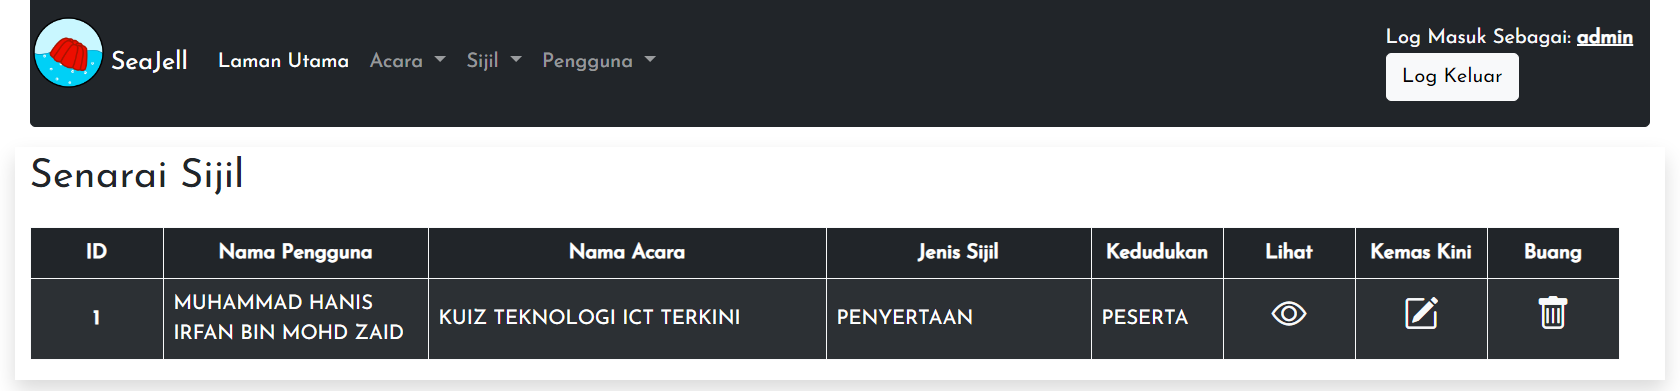 SeaJell
Laman Utama
Acara
Sijil
Pengguna
Log Masuk Sebagai: admin
Log Keluar
Senarai Sijil
ID
Nama Pengguna
Nama Acara
Jenis Sijil
Kedudukan
Lihat
Kemas Kini
Buang
1
MUHAMMAD HANIS
IRFAN BIN MOHD ZAID
KUIZ TEKNOLOGI ICT TERKINI
PENYERTAAN
PESERTA